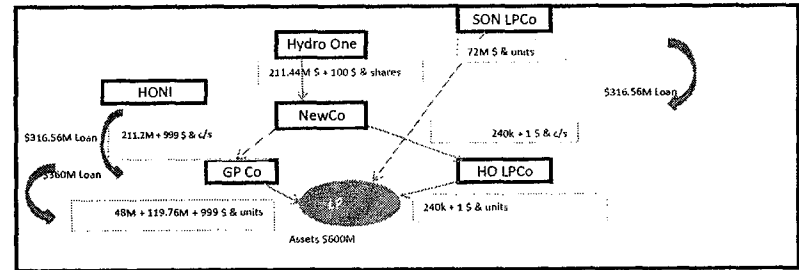 SON LPCo
Hydro One
72M $ & units
211.44M $ + 100 $ & shares
HONI
$316.56M Loan
NewCo
$316.56M Loan
211.2M + 999 $ & c/s
240k + 1 $ & c/s
$360M Loan
GP Co
HO LPCo
LP
48M + 119.76M + 999 $ & units
240k + 1 $ & units
Assets $600M